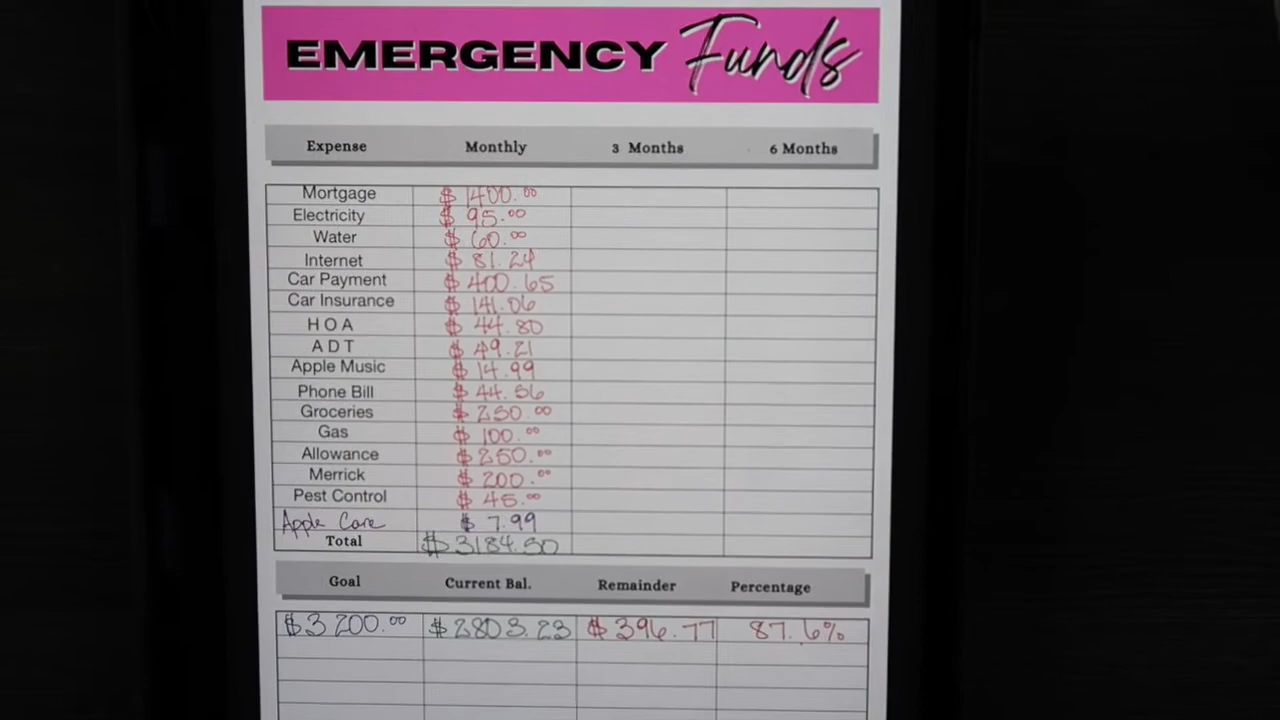 EMERGENCY Funds
Expense Monthly 3 Months 6 Months
Mortgage $ 1400.00
Electricity $ 95.00
Water $ 60.00
Internet $ 81.24
Car Payment $ 400.65
Car Insurance $ 141.06
HOA $ 44.80
ADT $ 49.21
Apple Music $ 14.99
Phone Bill $ 44.56
Groceries $ 250.00
Gas $ 100.00
Allowance $ 250.00
Merrick $ 200.00
Pest Control $ 45.00
Apple Care $ 7.99
Total $3184.50
Goal Current Bal. Remainder Percentage
$3200.00 $2803.23 $396.77 87.6%